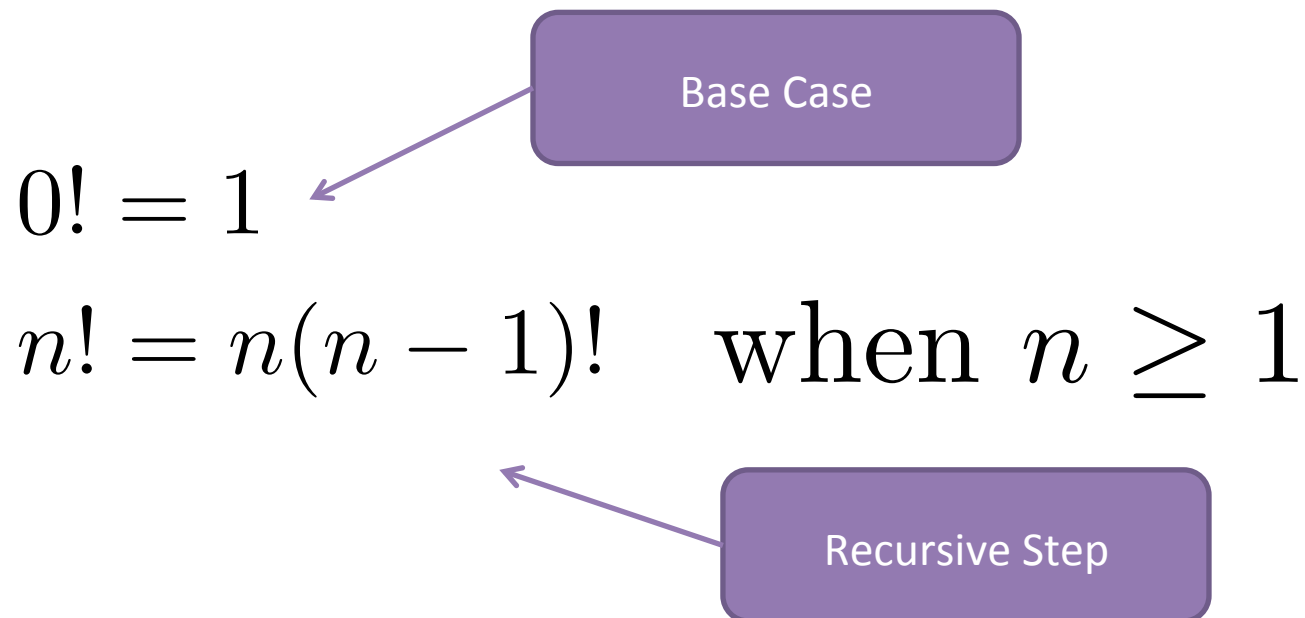 Base Case
0! = 1
n! = n(n − 1)! when n ≥ 1
Recursive Step